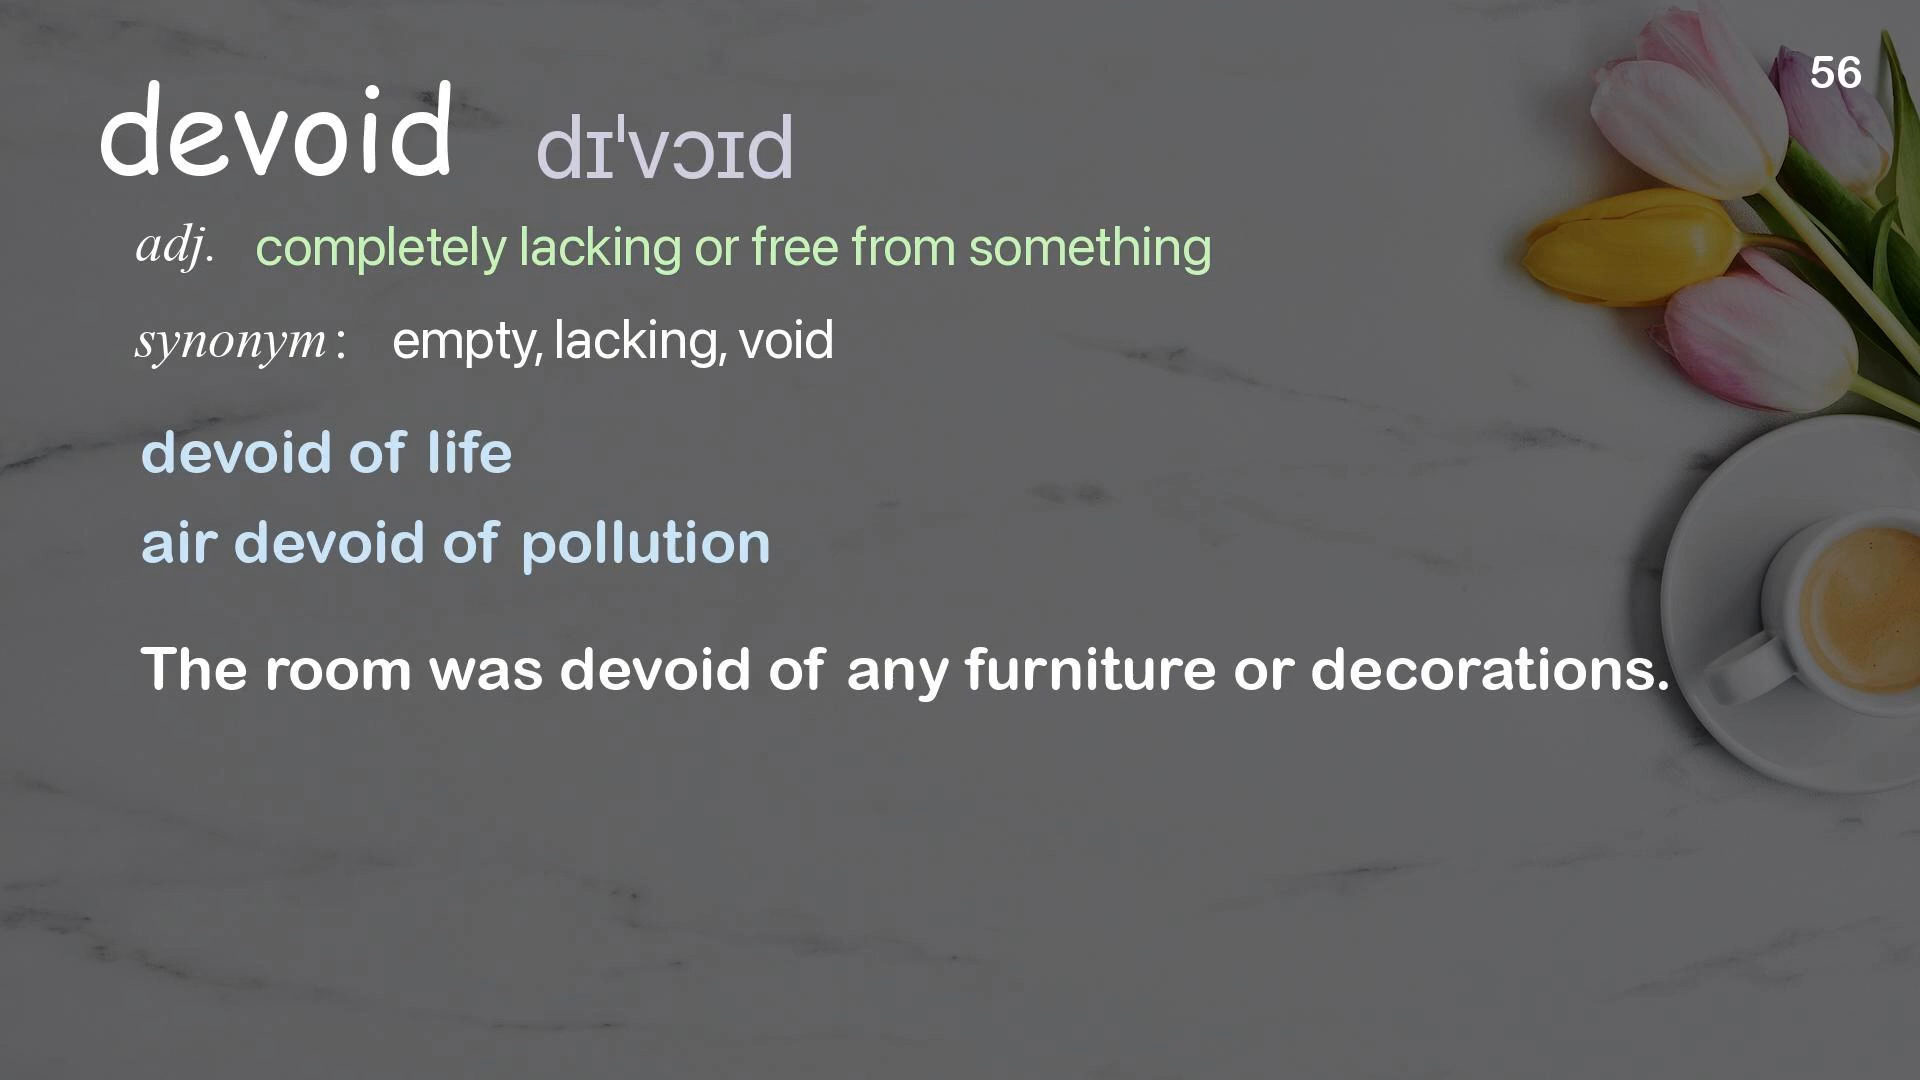 56
devoid dɪˈvɔɪd
adj. completely lacking or free from something
synonym: empty, lacking, void
devoid of life
air devoid of pollution
The room was devoid of any furniture or decorations.